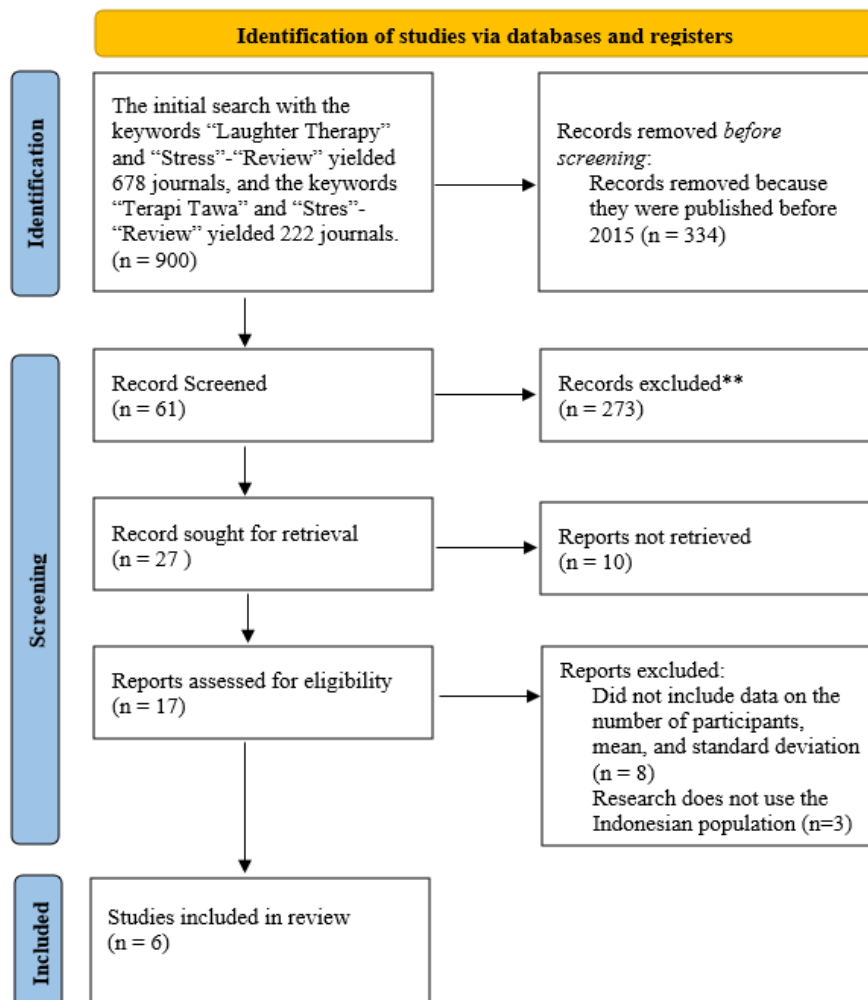 Identification of studies via databases and registers
Identification
The initial search with the
keywords “Laughter Therapy”
and “Stress”-“Review” yielded
678 journals, and the keywords
“Terapi Tawa” and “Stres”-
“Review” yielded 222 journals.
(n = 900)
Records removed before
screening:
Records removed because
they were published before
2015 (n = 334)
Screening
Record Screened
(n = 61)
Records excluded**
(n = 273)
Record sought for retrieval
(n = 27 )
Reports not retrieved
(n = 10)
Reports assessed for eligibility
(n = 17)
Reports excluded:
Did not include data on the
number of participants,
mean, and standard deviation
(n = 8)
Research does not use the
Indonesian population (n=3)
Included
Studies included in review
(n = 6)